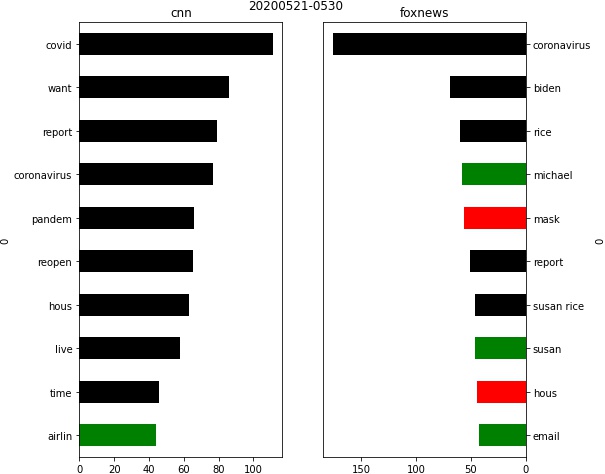 20200521-0530
cnn
foxnews
covid
want
report
coronavirus
pandem
reopen
hous
live
time
airlin
0
0 20 40 60 80 100
coronavirus
biden
rice
michael
mask
report
susan rice
susan
hous
email
0
150 100 50 0